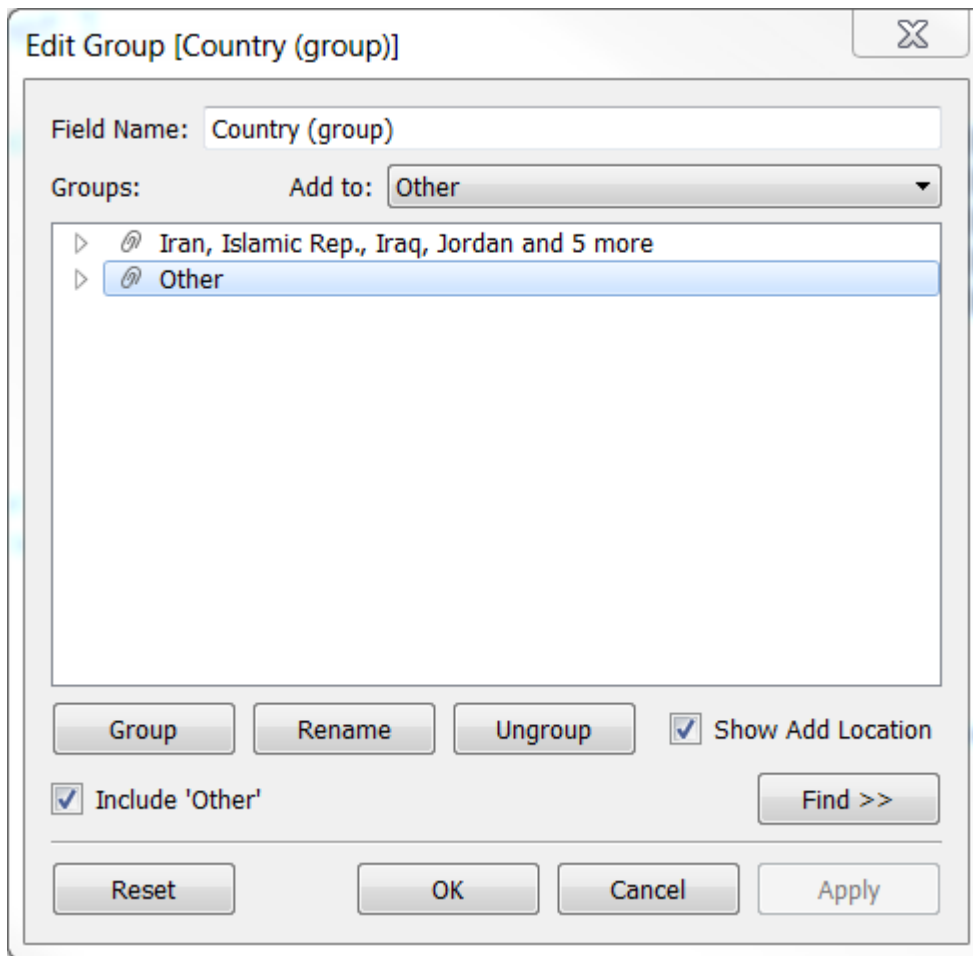 Edit Group [Country (group)]
Field Name: Country (group)
Groups: Add to: Other
Iran, Islamic Rep., Iraq, Jordan and 5 more
Other
Group Rename Ungroup Show Add Location
Include 'Other' Find >>
Reset OK Cancel Apply